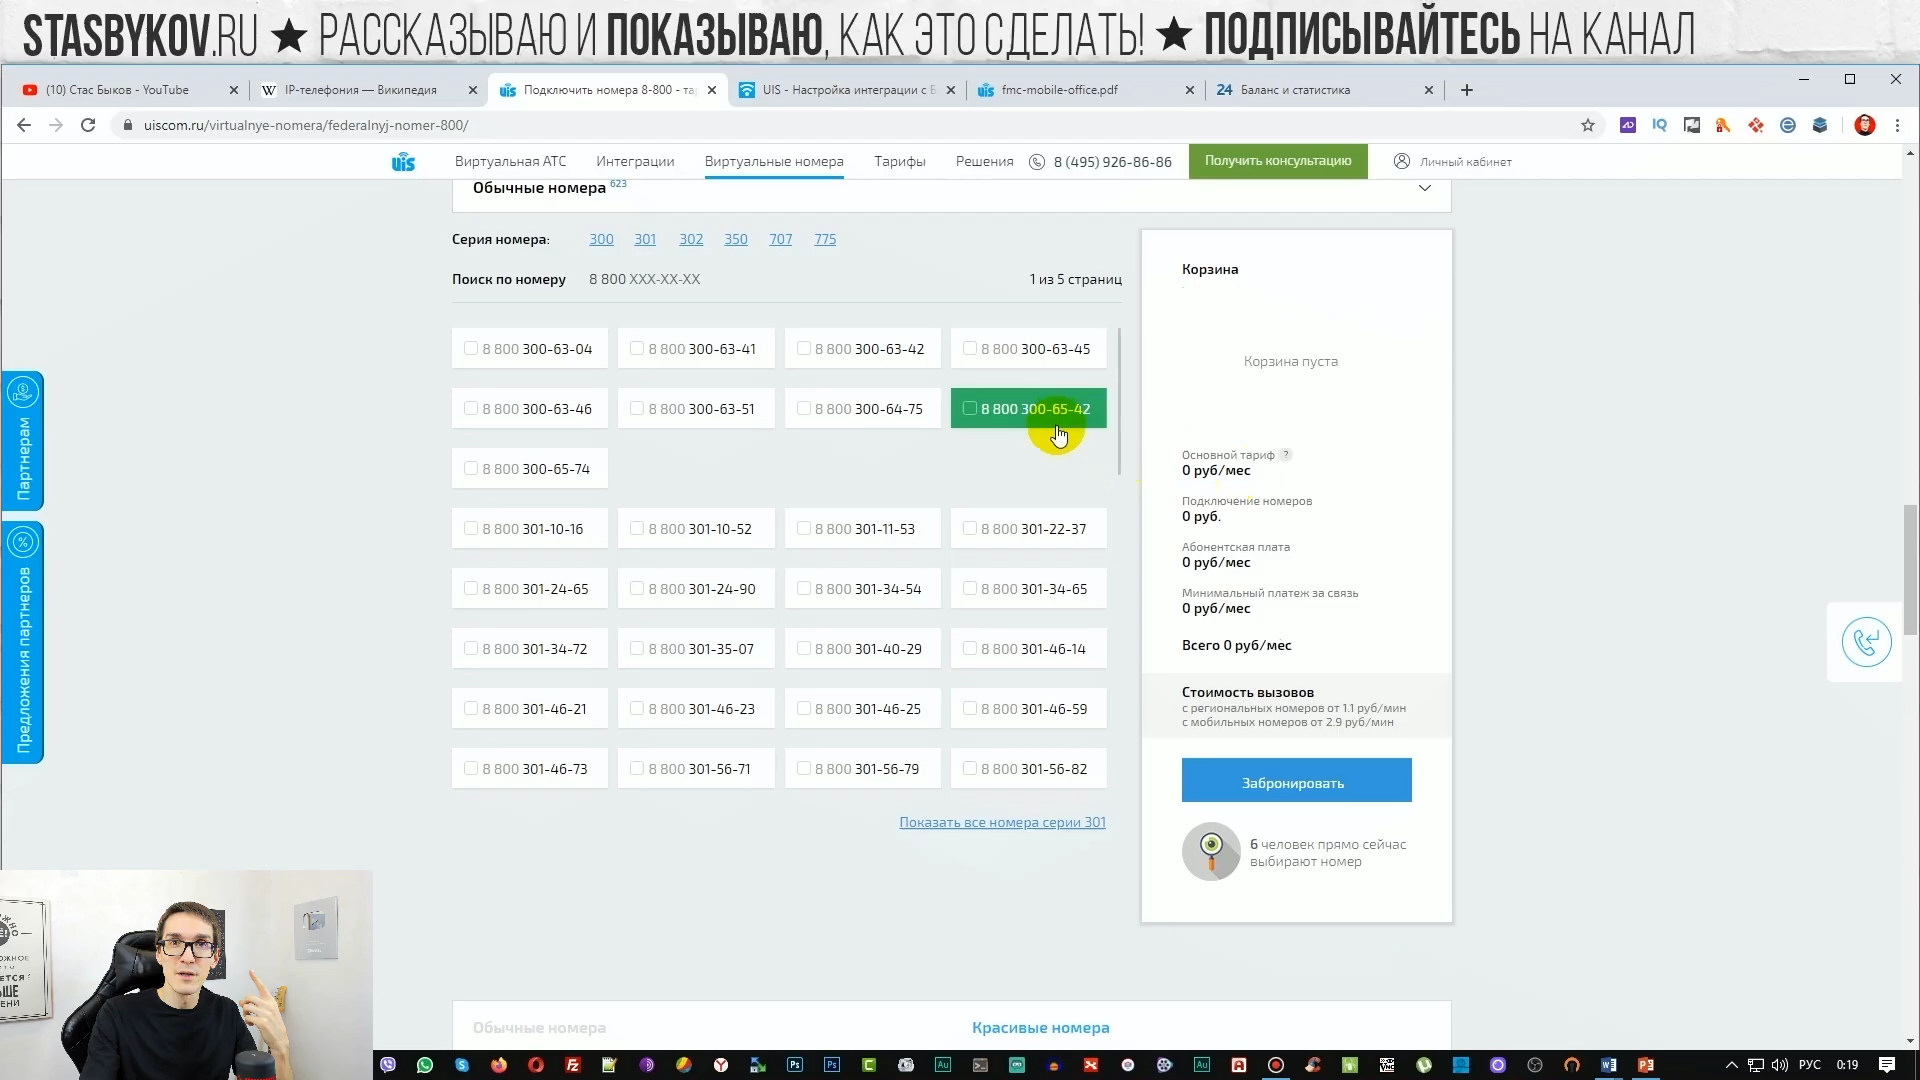 STASBYKOV.RU ★ РАССКАЗЫВАЮ И ПОКАЗЫВАЮ, КАК ЭТО СДЕЛАТЬ! ★ ПОДПИСЫВАЙТЕСЬ НА КАНАЛ
(10) Стас Быков - YouTube
IP-телефония — Википедия
Подключить номера 8-800 - та
UIS - Настройка интеграции с Б
fmc-mobile-office.pdf
24 Баланс и статистика
uiscom.ru/virtualnye-nomera/federalnyj-nomer-800/
uis
Виртуальная АТС
Интеграции
Виртуальные номера
Тарифы
Решения
8 (495) 926-86-86
Получить консультацию
Личный кабинет
Обычные номера 623
Серия номера: 300 301 302 350 707 775
Поиск по номеру 8 800 XXX-XX-XX 1 из 5 страниц
8 800 300-63-04 8 800 300-63-41 8 800 300-63-42 8 800 300-63-45
8 800 300-63-46 8 800 300-63-51 8 800 300-64-75 8 800 300-65-42
8 800 300-65-74
8 800 301-10-16 8 800 301-10-52 8 800 301-11-53 8 800 301-22-37
8 800 301-24-65 8 800 301-24-90 8 800 301-34-54 8 800 301-34-65
8 800 301-34-72 8 800 301-35-07 8 800 301-40-29 8 800 301-46-14
8 800 301-46-21 8 800 301-46-23 8 800 301-46-25 8 800 301-46-59
8 800 301-46-73 8 800 301-56-71 8 800 301-56-79 8 800 301-56-82
Показать все номера серии 301
Корзина
Корзина пуста
Основной тариф ?
0 руб/мес
Подключение номеров
0 руб.
Абонентская плата
0 руб/мес
Минимальный платеж за связь
0 руб/мес
Всего 0 руб/мес
Стоимость вызовов
с региональных номеров от 1.1 руб/мин
с мобильных номеров от 2.9 руб/мин
Забронировать
6 человек прямо сейчас
выбирают номер
Партнерам
Предложения партнеров
Обычные номера
Красивые номера
РУС
0:19